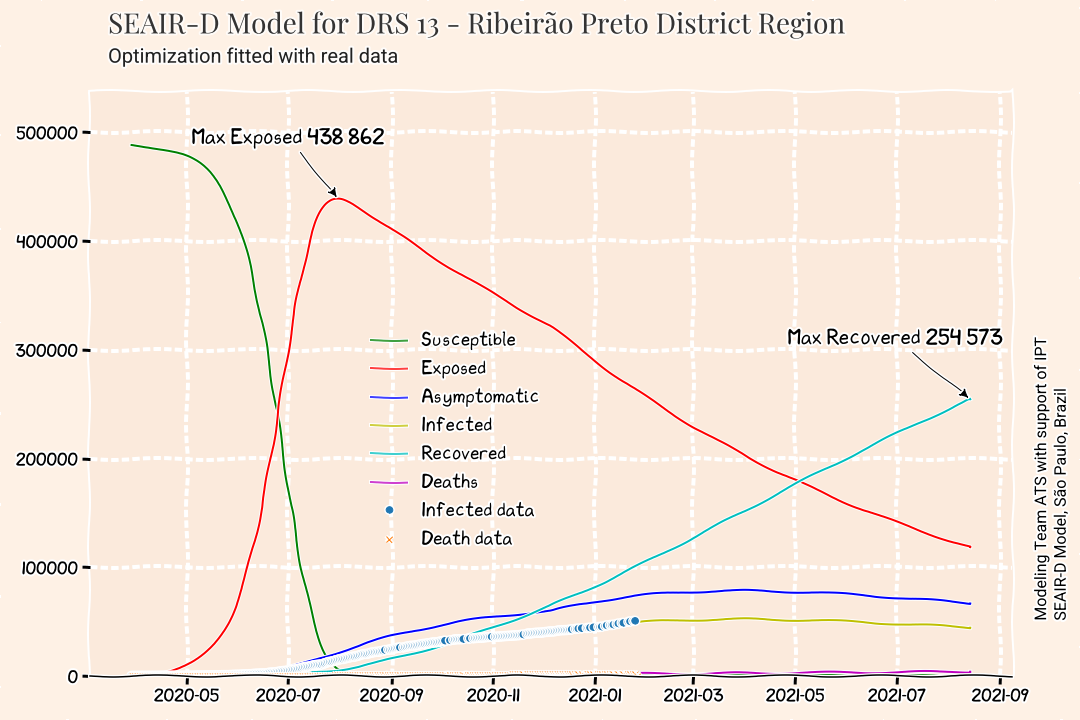 SEAIR-D Model for DRS 13 - Ribeirão Preto District Region
Optimization fitted with real data
500000
400000
300000
200000
100000
0
Max Exposed 438 862
Max Recovered 254 573
Susceptible
Exposed
Asymptomatic
Infected
Recovered
Deaths
Infected data
Death data
2020-05
2020-07
2020-09
2020-11
2021-01
2021-03
2021-05
2021-07
2021-09
Modeling Team ATS with support of IPT
SEAIR-D Model, São Paulo, Brazil